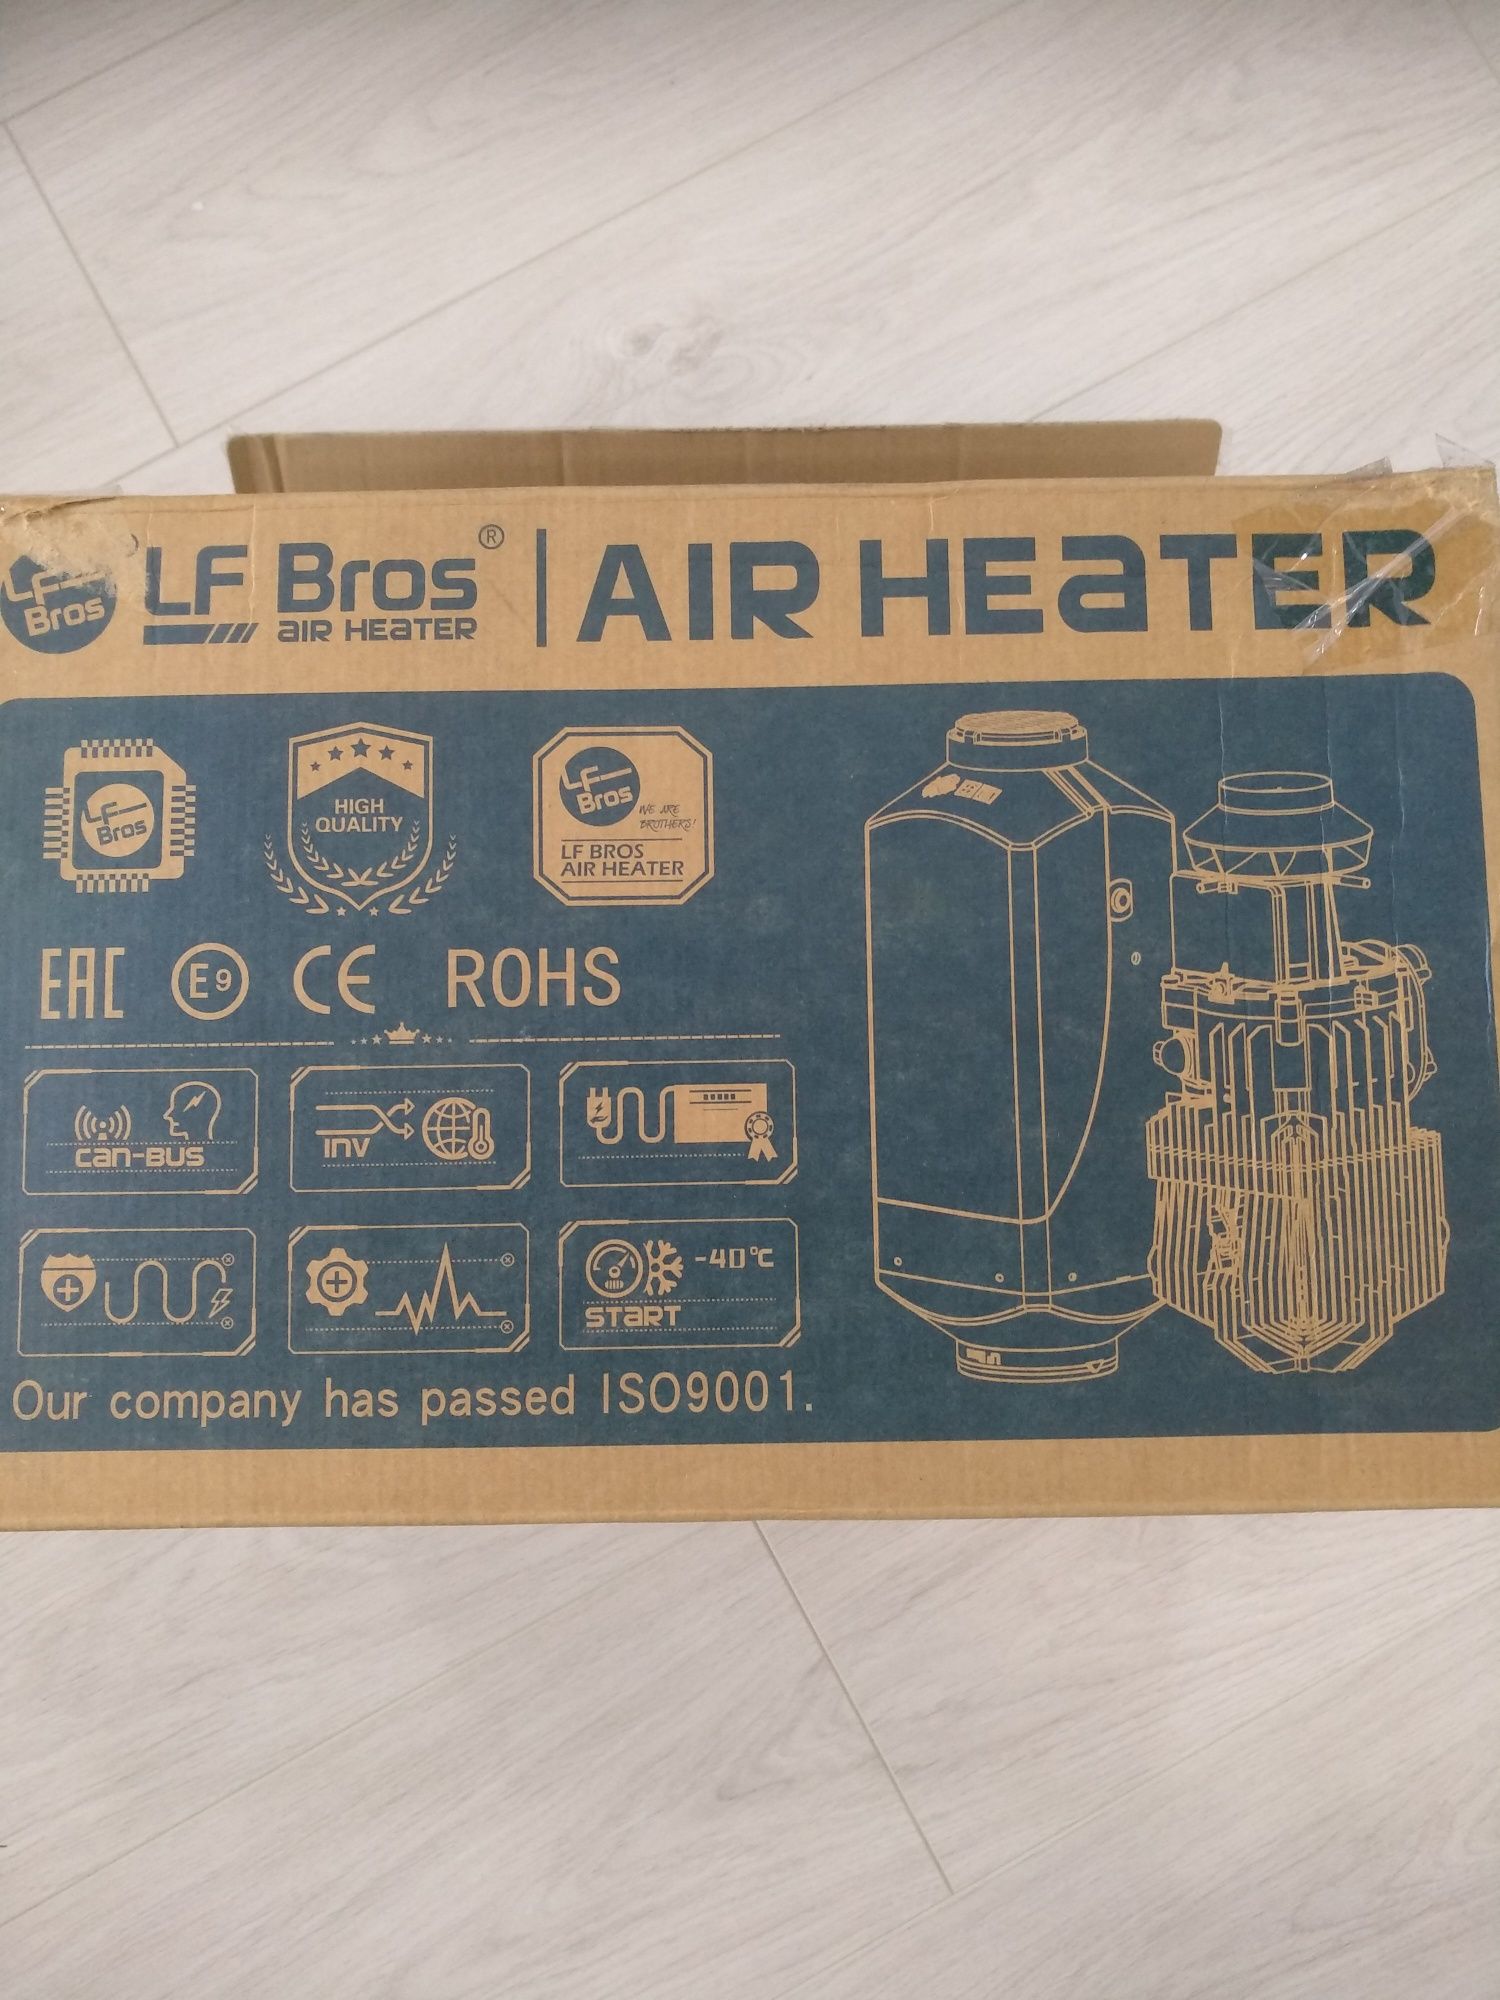 LF Bros
LF Bros® | AIR HEATER
AIR HEATER
LF Bros
HIGH QUALITY
LF Bros
WE ARE BROTHERS!
LF BROS
AIR HEATER
EAC E9 CE ROHS
CAN-BUS
INV
-40℃
START
Our company has passed ISO9001.